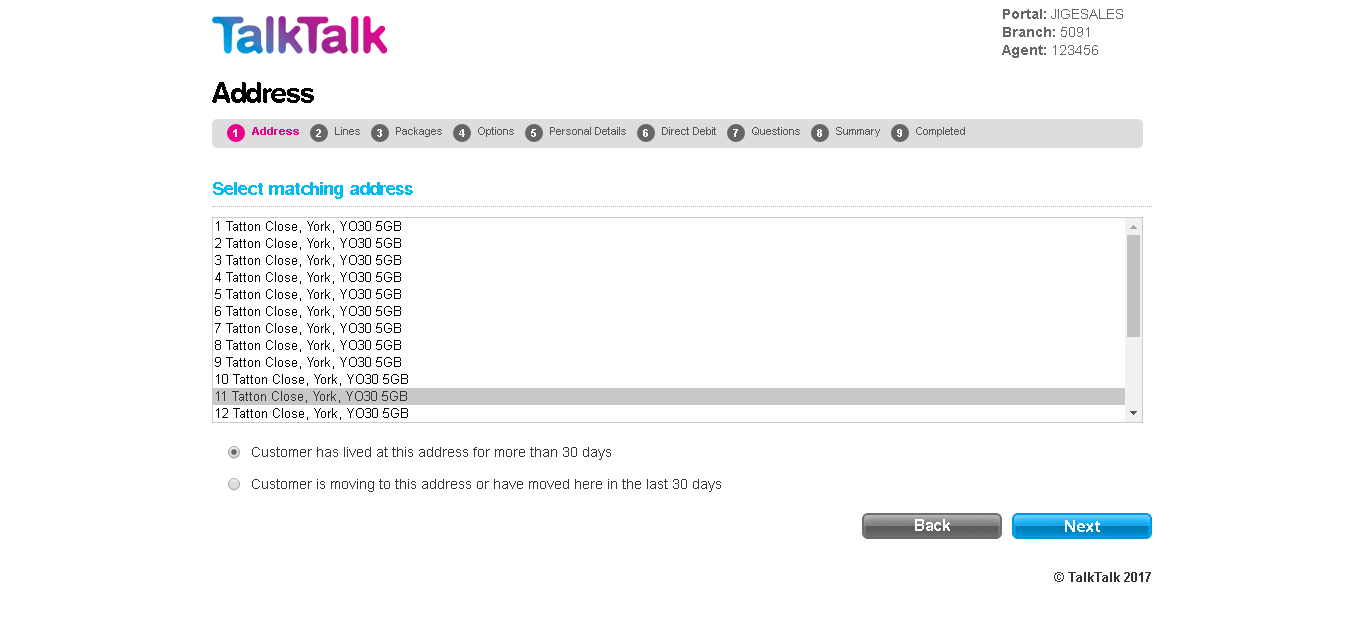 TalkTalk
Portal: JIGESALES
Branch: 5091
Agent: 123456
Address
1 Address 2 Lines 3 Packages 4 Options 5 Personal Details 6 Direct Debit 7 Questions 8 Summary 9 Completed
Select matching address
1 Tatton Close, York, YO30 5GB
2 Tatton Close, York, YO30 5GB
3 Tatton Close, York, YO30 5GB
4 Tatton Close, York, YO30 5GB
5 Tatton Close, York, YO30 5GB
6 Tatton Close, York, YO30 5GB
7 Tatton Close, York, YO30 5GB
8 Tatton Close, York, YO30 5GB
9 Tatton Close, York, YO30 5GB
10 Tatton Close, York, YO30 5GB
11 Tatton Close, York, YO30 5GB
12 Tatton Close, York, YO30 5GB
Customer has lived at this address for more than 30 days
Customer is moving to this address or have moved here in the last 30 days
Back Next
© TalkTalk 2017